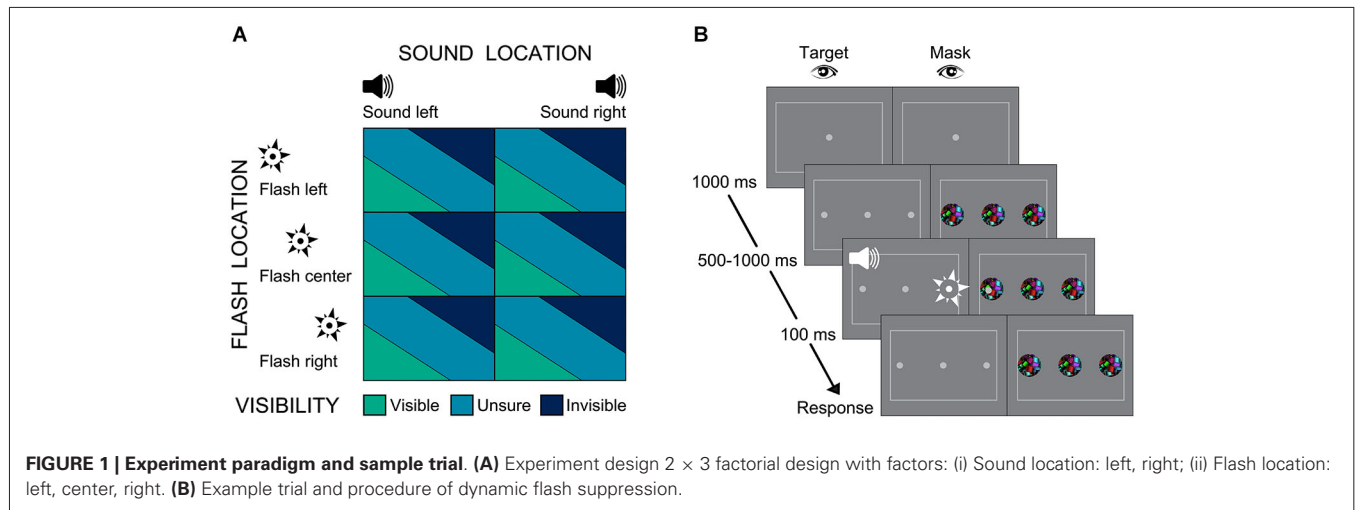 A
SOUND LOCATION
Sound left
Sound right
FLASH LOCATION
Flash left
Flash center
Flash right
VISIBILITY
Visible
Unsure
Invisible
B
Target
Mask
1000 ms
500-1000 ms
100 ms
Response
FIGURE 1 | Experiment paradigm and sample trial. (A) Experiment design 2 × 3 factorial design with factors: (i) Sound location: left, right; (ii) Flash location:
left, center, right. (B) Example trial and procedure of dynamic flash suppression.